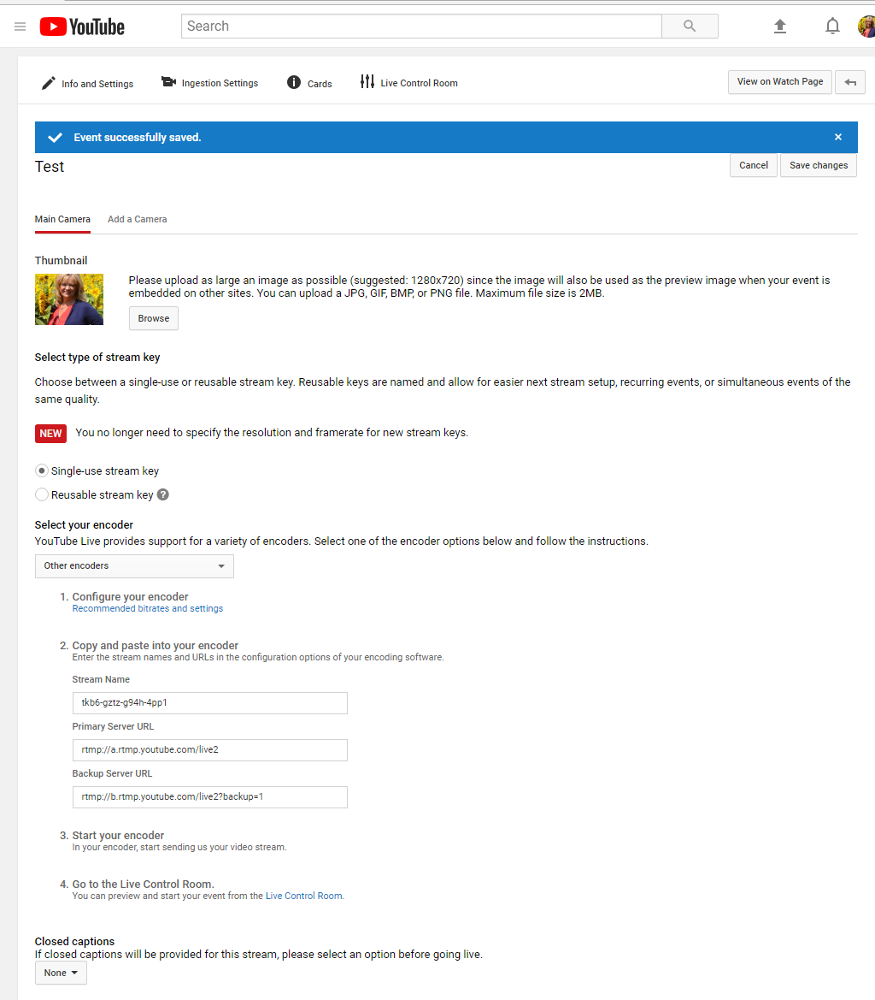 YouTube
Search
Info and Settings
Ingestion Settings
Cards
Live Control Room
View on Watch Page
Event successfully saved.
Test
Cancel
Save changes
Main Camera
Add a Camera
Thumbnail
Please upload as large an image as possible (suggested: 1280x720) since the image will also be used as the preview image when your event is
embedded on other sites. You can upload a JPG, GIF, BMP, or PNG file. Maximum file size is 2MB.
Browse
Select type of stream key
Choose between a single-use or reusable stream key. Reusable keys are named and allow for easier next stream setup, recurring events, or simultaneous events of the
same quality.
NEW You no longer need to specify the resolution and framerate for new stream keys.
Single-use stream key
Reusable stream key ?
Select your encoder
YouTube Live provides support for a variety of encoders. Select one of the encoder options below and follow the instructions.
Other encoders
1. Configure your encoder
Recommended bitrates and settings
2. Copy and paste into your encoder
Enter the stream names and URLs in the configuration options of your encoding software.
Stream Name
tkb6-gztz-g94h-4pp1
Primary Server URL
rtmp://a.rtmp.youtube.com/live2
Backup Server URL
rtmp://b.rtmp.youtube.com/live2?backup=1
3. Start your encoder
In your encoder, start sending us your video stream.
4. Go to the Live Control Room.
You can preview and start your event from the Live Control Room.
Closed captions
If closed captions will be provided for this stream, please select an option before going live.
None